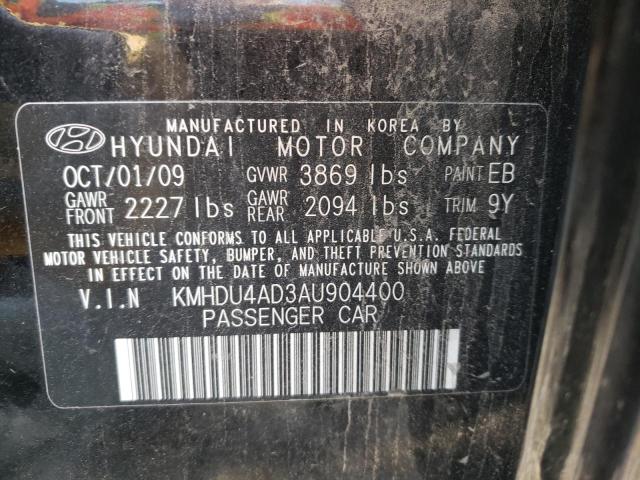 MANUFACTURED IN KOREA BY
HYUNDAI MOTOR COMPANY
OCT/01/09 GVWR 3869 lbs PAINT EB
GAWR FRONT 2227 lbs GAWR REAR 2094 lbs TRIM 9Y
THIS VEHICLE CONFORMS TO ALL APPLICABLE U.S.A. FEDERAL
MOTOR VEHICLE SAFETY, BUMPER, AND THEFT PREVENTION STANDARDS
IN EFFECT ON THE DATE OF MANUFACTURE SHOWN ABOVE
V.I.N KMHDU4AD3AU904400
PASSENGER CAR